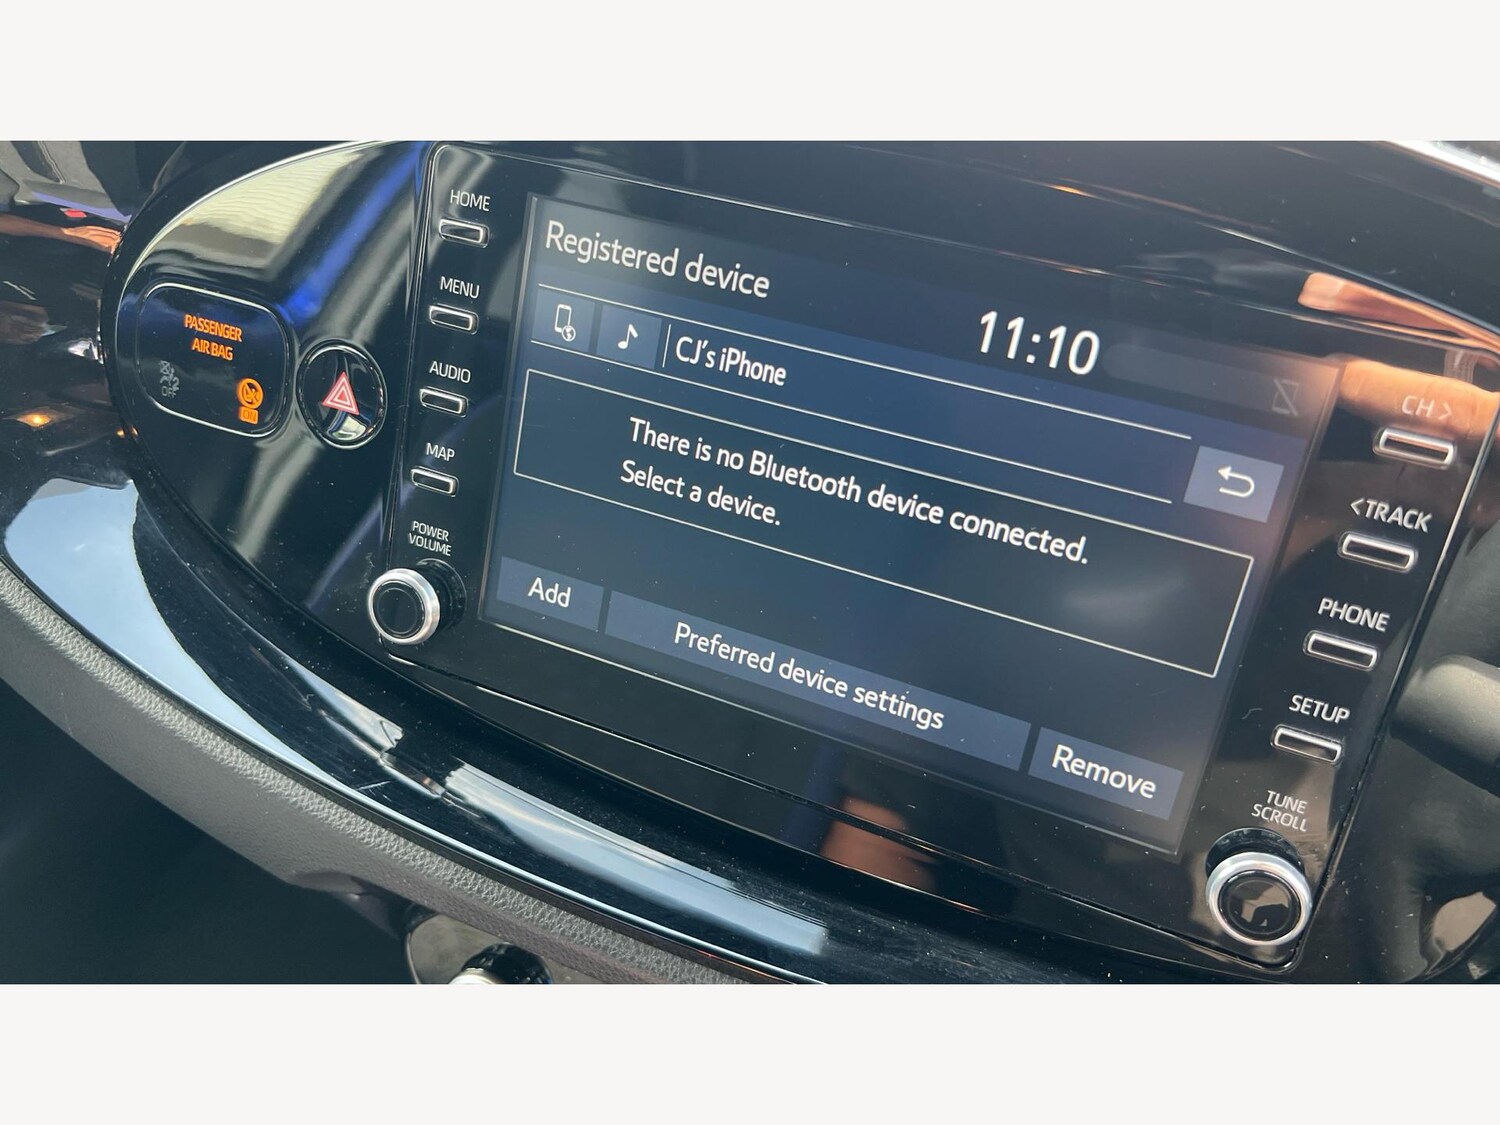 HOME
MENU
AUDIO
MAP
POWER
VOLUME
PASSENGER
AIR BAG
OFF
ON
Registered device
11:10
CJ's iPhone
There is no Bluetooth device connected.
Select a device.
Add
Preferred device settings
Remove
CH >
<TRACK
PHONE
SETUP
TUNE
SCROLL